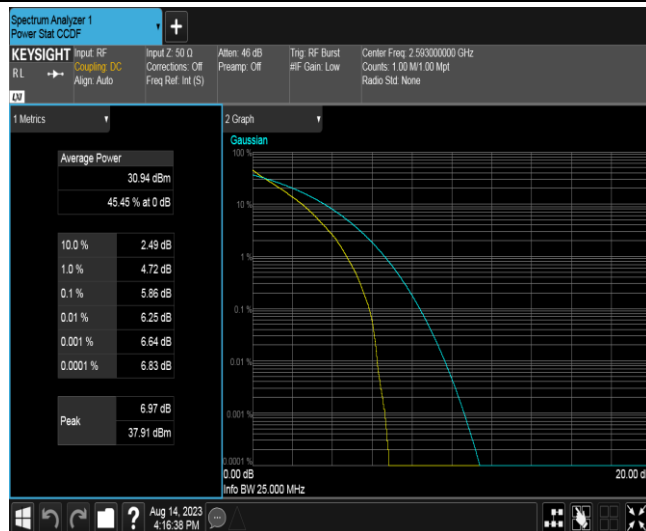 Spectrum Analyzer 1
Power Stat CCDF
+
KEYSIGHT
RL
Input: RF
Coupling: DC
Align: Auto
Input Z: 50 Ω
Corrections: Off
Freq Ref: Int (S)
Atten: 46 dB
Preamp: Off
Trig: RF Burst
#IF Gain: Low
Center Freq: 2.593000000 GHz
Counts: 1.00 M/1.00 Mpt
Radio Std: None
1 Metrics
Average Power
30.94 dBm
45.45 % at 0 dB
10.0 % 2.49 dB
1.0 % 4.72 dB
0.1 % 5.86 dB
0.01 % 6.25 dB
0.001 % 6.64 dB
0.0001 % 6.83 dB
Peak
6.97 dB
37.91 dBm
2 Graph
Gaussian
100 %
10 %
1 %
0.1 %
0.01 %
0.001 %
0.0001 %
0.00 dB
20.00 d
Info BW 25.000 MHz
?
Aug 14, 2023
4:16:38 PM